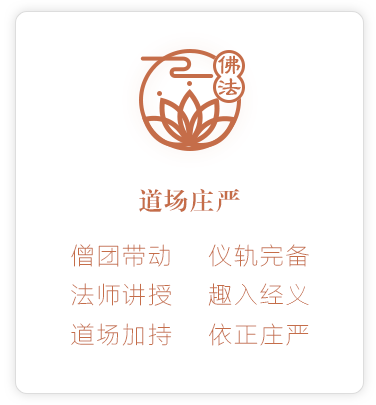 佛法
道场庄严
僧团带动 仪轨完备
法师讲授 趣入经义
道场加持 依正庄严